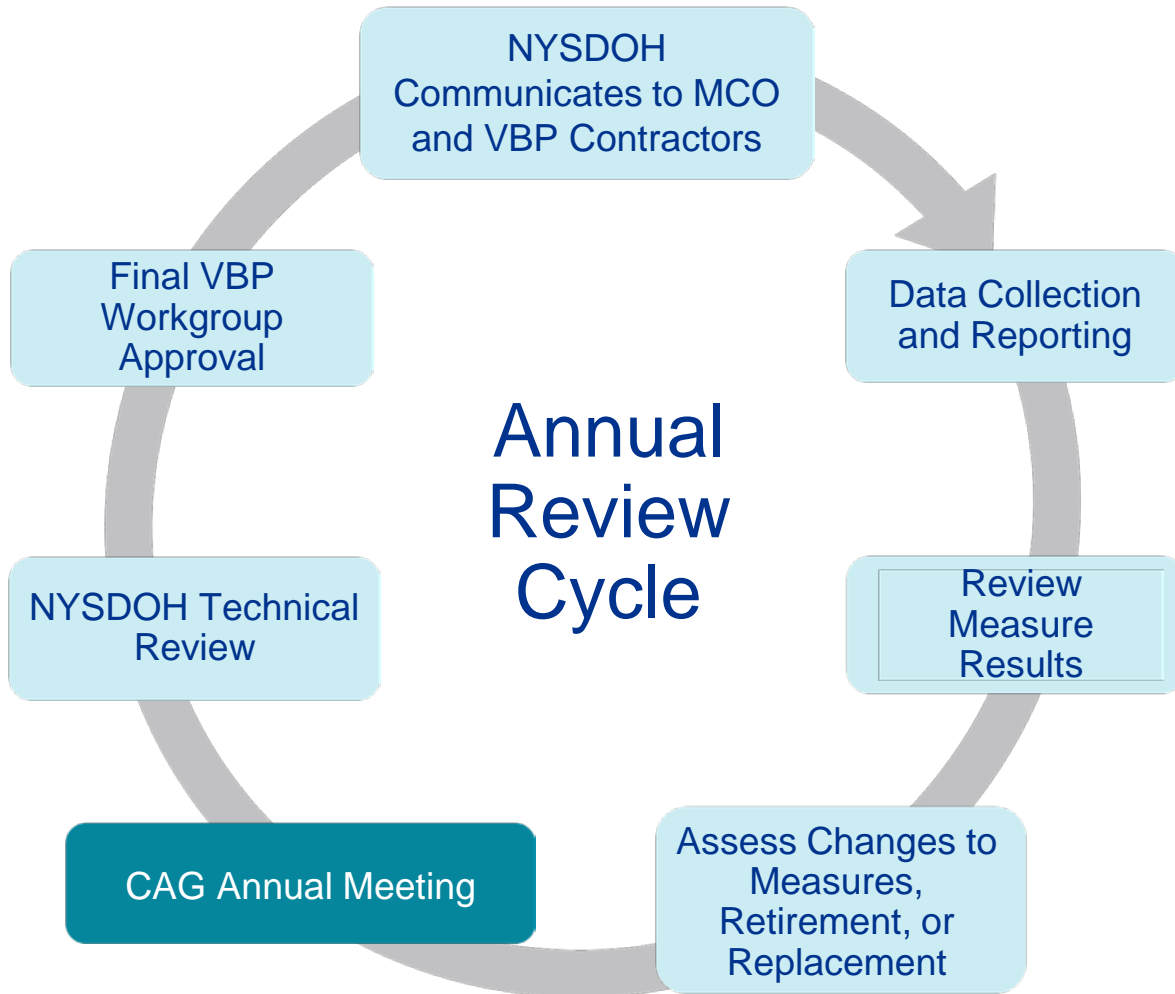 NYSDOH
Communicates to MCO
and VBP Contractors
Final VBP
Workgroup
Approval
Data Collection
and Reporting
Annual
Review
Cycle
NYSDOH Technical
Review
Review
Measure
Results
CAG Annual Meeting
Assess Changes to
Measures,
Retirement, or
Replacement